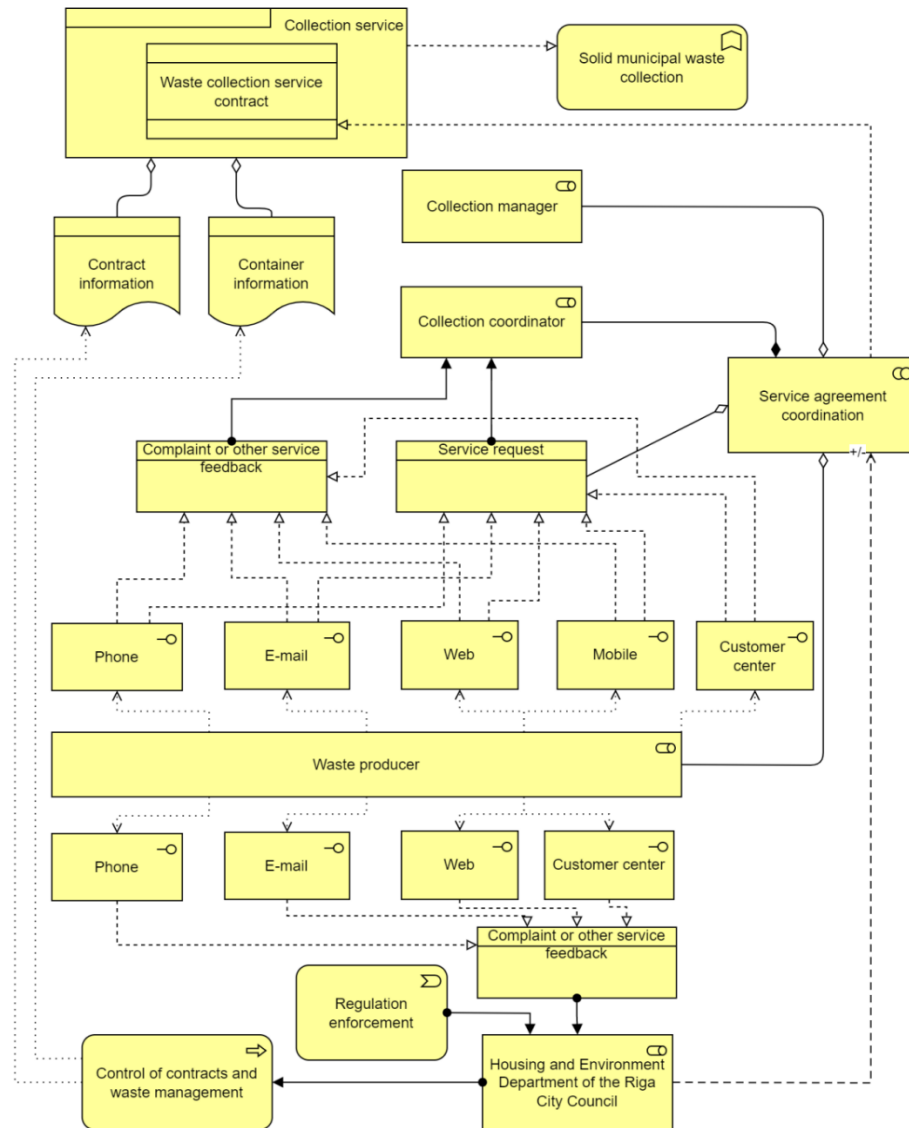 Collection service
Waste collection service
contract
Solid municipal waste
collection
Collection manager
Contract
information
Container
information
Collection coordinator
Service agreement
coordination
+/-
Complaint or other service
feedback
Service request
Phone
E-mail
Web
Mobile
Customer
center
Waste producer
Phone
E-mail
Web
Customer center
Complaint or other service
feedback
Regulation
enforcement
Control of contracts and
waste management
Housing and Environment
Department of the Riga
City Council